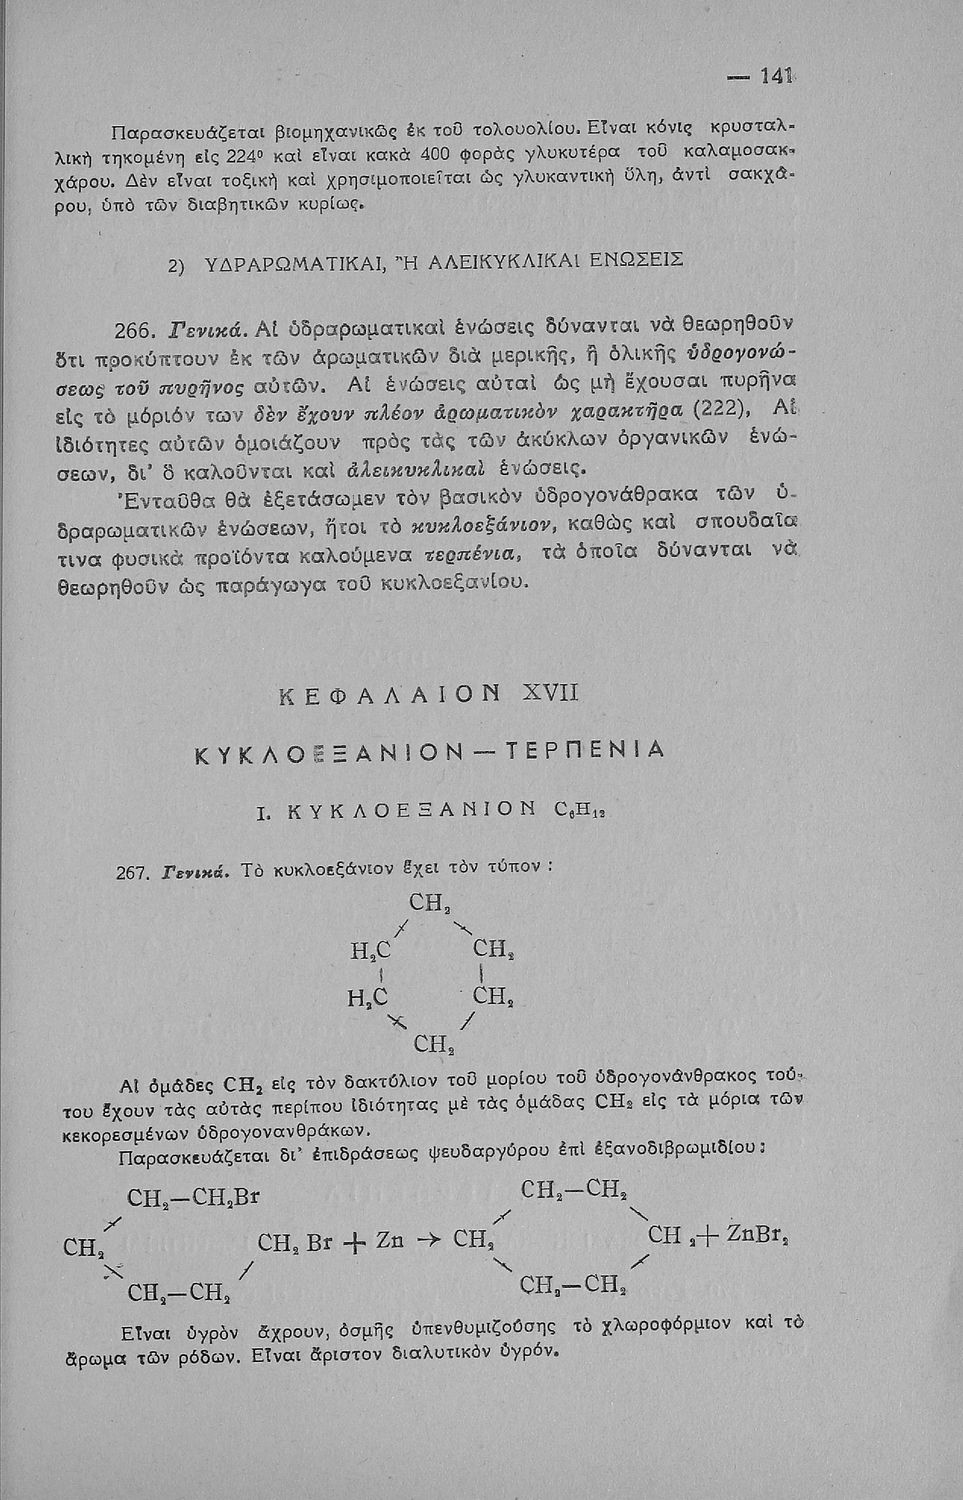 — 141
Παρασκευάζεται βιομηχανικῶς ἐκ τοῦ τολουολίου. Εἶναι κόνις κρυσταλ-
λικὴ τηκομένη εἰς 224° καὶ εἶναι κακὰ 400 φορὰς γλυκυτέρα τοῦ καλαμοσακ-
χάρου. Δὲν εἶναι τοξικὴ καὶ χρησιμοποιεῖται ὡς γλυκαντικὴ ὕλη, ἀντὶ σακχά-
ρου, ὑπὸ τῶν διαβητικῶν κυρίως.
2) ΥΔΡΑΡΩΜΑΤΙΚΑΙ, Ἢ ΑΛΕΙΚΥΚΛΙΚΑΙ ΕΝΩΣΕΙΣ
266. Γενικά. Αἱ ὑδραρωματικαὶ ἑνώσεις δύνανται νὰ θεωρηθοῦν
ὅτι προκύπτουν ἐκ τῶν ἀρωματικῶν διὰ μερικῆς, ἢ ὁλικῆς ὑδρογονώ-
σεως τοῦ πυρῆνος αὐτῶν. Αἱ ἑνώσεις αὐταὶ ὡς μὴ ἔχουσαι πυρῆνα
εἰς τὸ μόριόν των δὲν ἔχουν πλέον ἀρωματικὸν χαρακτῆρα (222), Αἱ
ἰδιότητες αὐτῶν ὁμοιάζουν πρὸς τὰς τῶν ἀκύκλων ὀργανικῶν ἑνώ-
σεων, δι' ὃ καλοῦνται καὶ ἀλεικυκλικαὶ ἑνώσεις.
Ἐνταῦθα θὰ ἐξετάσωμεν τὸν βασικὸν ὑδρογονάθρακα τῶν ὑ-
δραρωματικῶν ἑνώσεων, ἤτοι τὸ κυκλοεξάνιον, καθὼς καὶ σπουδαῖα
τινα φυσικὰ προϊόντα καλούμενα τερπένια, τὰ ὁποῖα δύνανται νὰ
θεωρηθοῦν ὡς παράγωγα τοῦ κυκλοεξανίου.
ΚΕΦΑΛΑΙΟΝ XVII
ΚΥΚΛΟΕΞΑΝΙΟΝ — ΤΕΡΠΕΝΙΑ
I. ΚΥΚΛΟΕΞΑΝΙΟΝ C₆H₁₂
267. Γενικά. Τὸ κυκλοεξάνιον ἔχει τὸν τύπον :
CH₂
H₂C CH₂
H₂C CH₂
CH₂
Αἱ ὁμάδες CH₂ εἰς τὸν δακτύλιον τοῦ μορίου τοῦ ὑδρογονάνθρακος τού-
του ἔχουν τὰς αὐτὰς περίπου ἰδιότητας μὲ τὰς ὁμάδας CH₂ εἰς τὰ μόρια τῶν
κεκορεσμένων ὑδρογονανθράκων.
Παρασκευάζεται δι' ἐπιδράσεως ψευδαργύρου ἐπὶ ἑξανοδιβρωμιδίου :
CH₂—CH₂Br CH₂—CH₂
CH₂ CH₂ Br + Zn → CH₂ CH ₂+ ZnBr₂
CH₂—CH₂ CH₂—CH₂
Εἶναι ὑγρὸν ἄχρουν, ὀσμῆς ὑπενθυμιζούσης τὸ χλωροφόρμιον καὶ τὸ
ἄρωμα τῶν ρόδων. Εἶναι ἄριστον διαλυτικὸν ὑγρόν.